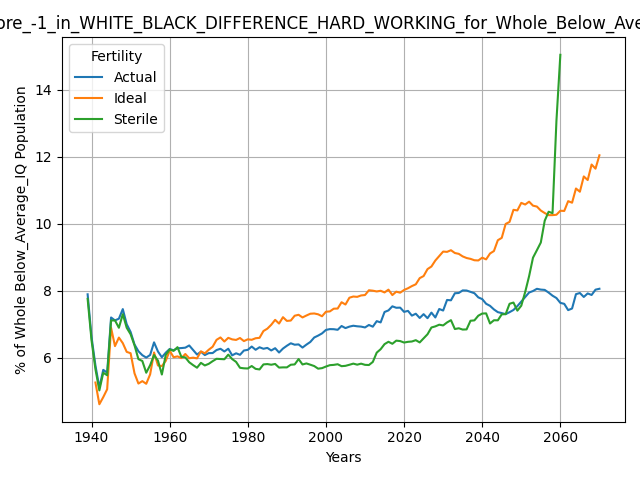 ore_-1_in_WHITE_BLACK_DIFFERENCE_HARD_WORKING_for_Whole_Below_Ave
Fertility
Actual
Ideal
Sterile
% of Whole Below_Average_IQ Population
14
12
10
8
6
1940 1960 1980 2000 2020 2040 2060
Years